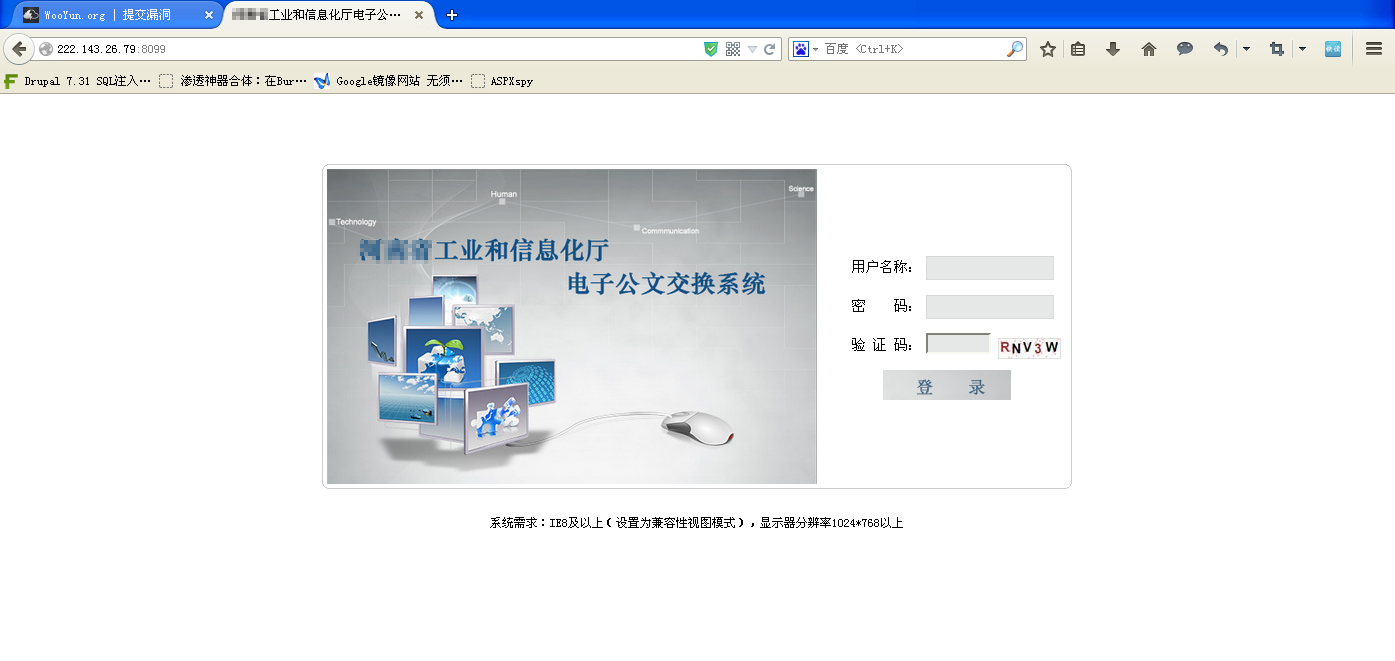 WooYun.org | 提交漏洞
工业和信息化厅电子公…
222.143.26.79:8099
百度 <Ctrl+K>
Drupal 7.31 SQL注入…
渗透神器合体：在Bur…
Google镜像网站 无须…
ASPXspy
Human
Science
Technology
Commmunication
工业和信息化厅
电子公文交换系统
用户名称：
密 码：
验 证 码：
RNV3W
登 录
系统需求：IE8及以上（设置为兼容性视图模式），显示器分辨率1024*768以上